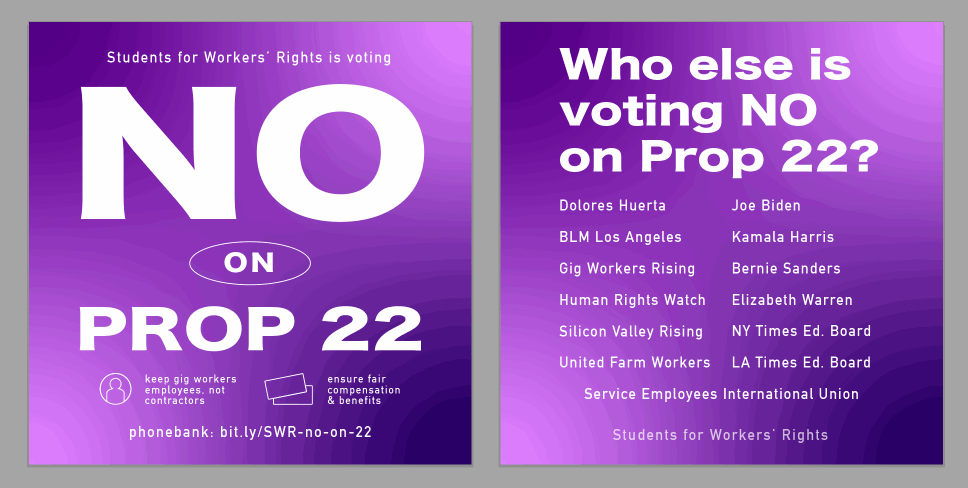 Students for Workers' Rights is voting
NO
ON
PROP 22
keep gig workers
employees, not
contractors
ensure fair
compensation
& benefits
phonebank: bit.ly/SWR-no-on-22
Who else is
voting NO
on Prop 22?
Dolores Huerta
BLM Los Angeles
Gig Workers Rising
Human Rights Watch
Silicon Valley Rising
United Farm Workers
Joe Biden
Kamala Harris
Bernie Sanders
Elizabeth Warren
NY Times Ed. Board
LA Times Ed. Board
Service Employees International Union
Students for Workers' Rights